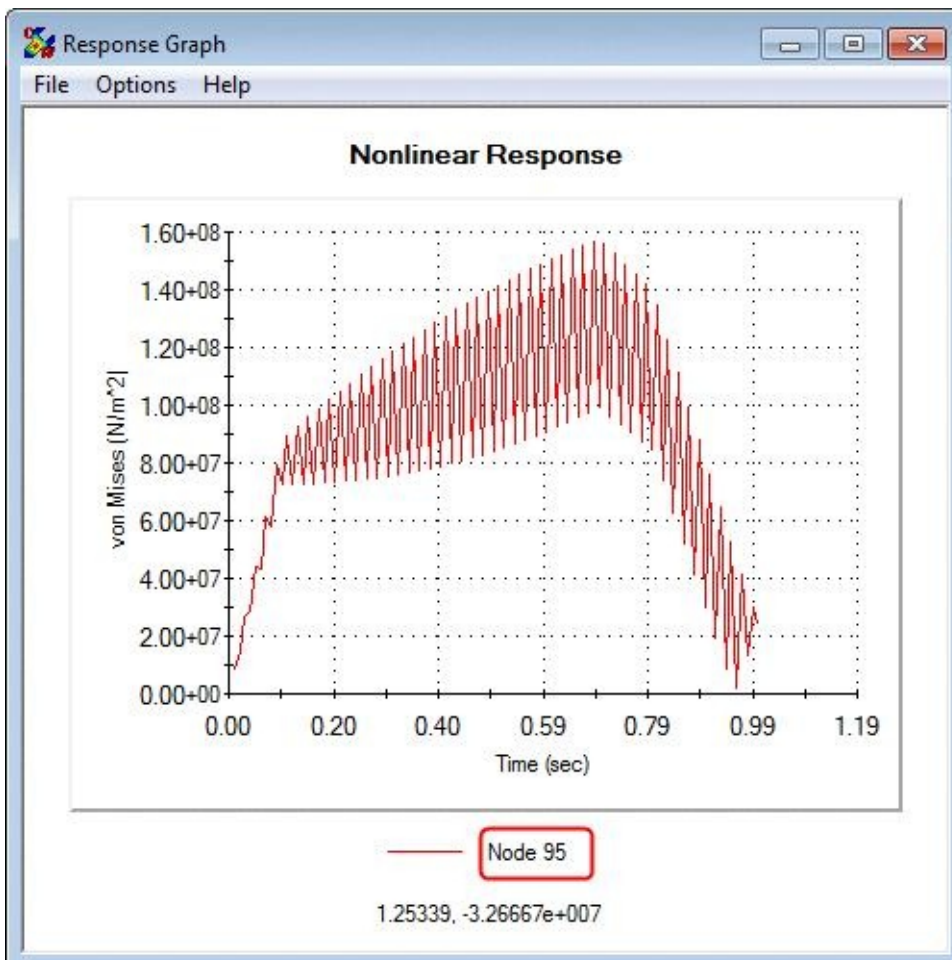 Response Graph
File Options Help
Nonlinear Response
von Mises (N/m^2)
1.60+08
1.40+08
1.20+08
1.00+08
8.00+07
6.00+07
4.00+07
2.00+07
0.00+00
0.00 0.20 0.40 0.59 0.79 0.99 1.19
Time (sec)
Node 95
1.25339, -3.26667e+007